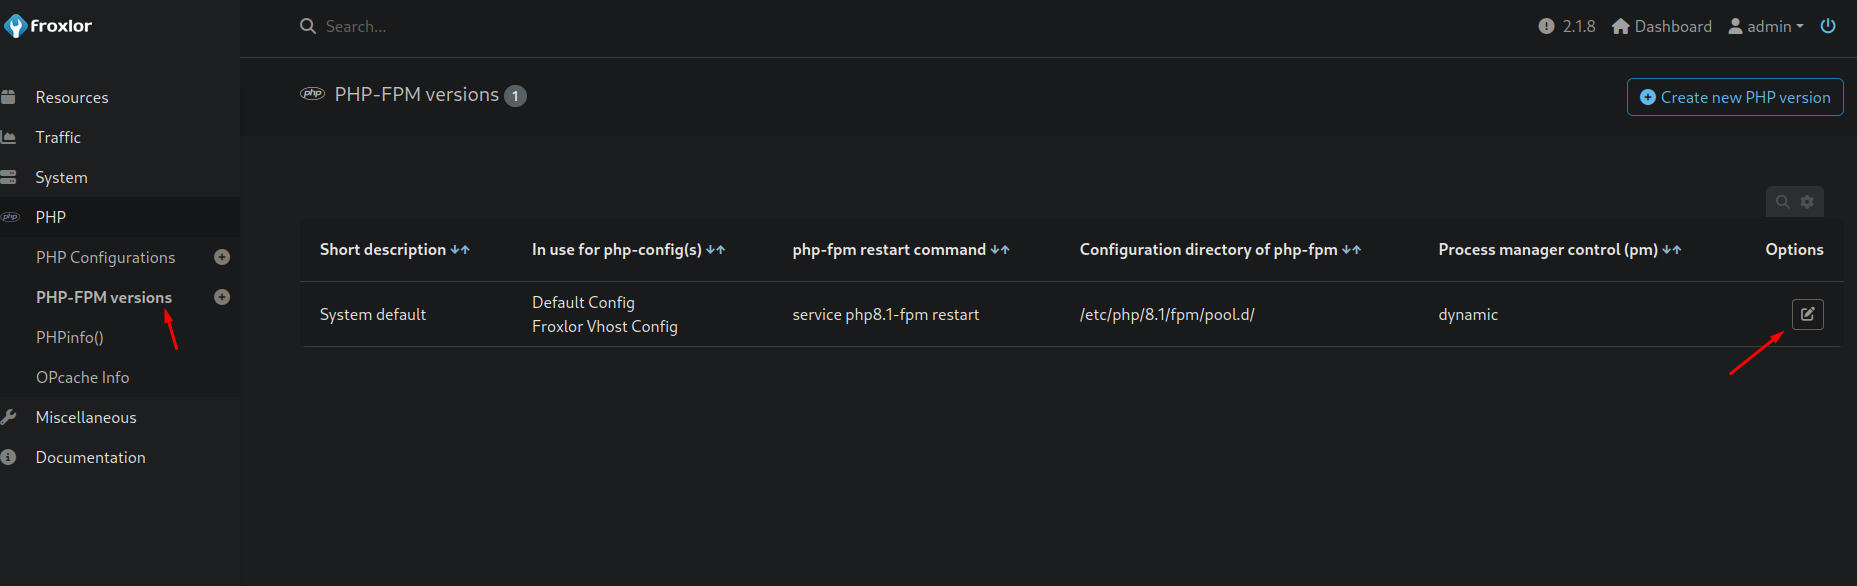 froxlor
Search...
2.1.8 Dashboard admin
Resources
Traffic
System
php PHP
PHP Configurations
PHP-FPM versions
PHPinfo()
OPcache Info
Miscellaneous
Documentation
php PHP-FPM versions 1
Create new PHP version
Short description In use for php-config(s) php-fpm restart command Configuration directory of php-fpm Process manager control (pm) Options
System default Default Config service php8.1-fpm restart /etc/php/8.1/fpm/pool.d/ dynamic
Froxlor Vhost Config